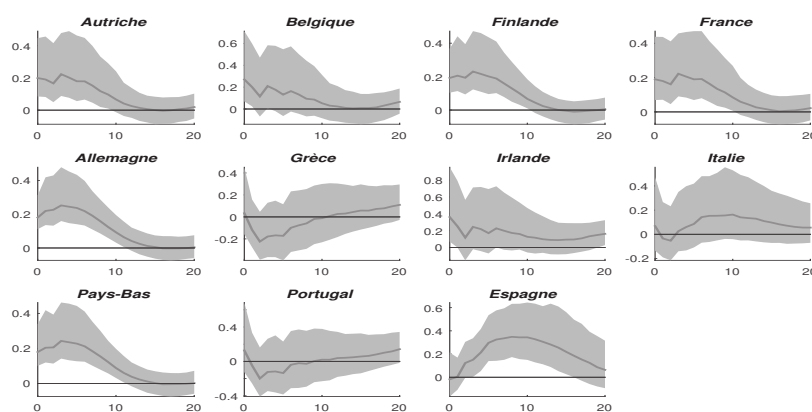 Autriche Belgique Finlande France
0.4 0.6 0.4 0.4
0.4
0.2 0.2 0.2
0.2
0 0 0 0
0 10 20 0 10 20 0 10 20 0 10 20
Allemagne Grèce Irlande Italie
0.4 0.4 0.8 0.4
0.2 0.6
0.2 0.4 0.2
0 0.2 0
0 -0.2 0 -0.2
0 10 20 0 10 20 0 10 20 0 10 20
Pays-Bas Portugal Espagne
0.4 0.4 0.6
0.4
0.2 0 0.2
0 -0.4 0
0 10 20 0 10 20 0 10 20